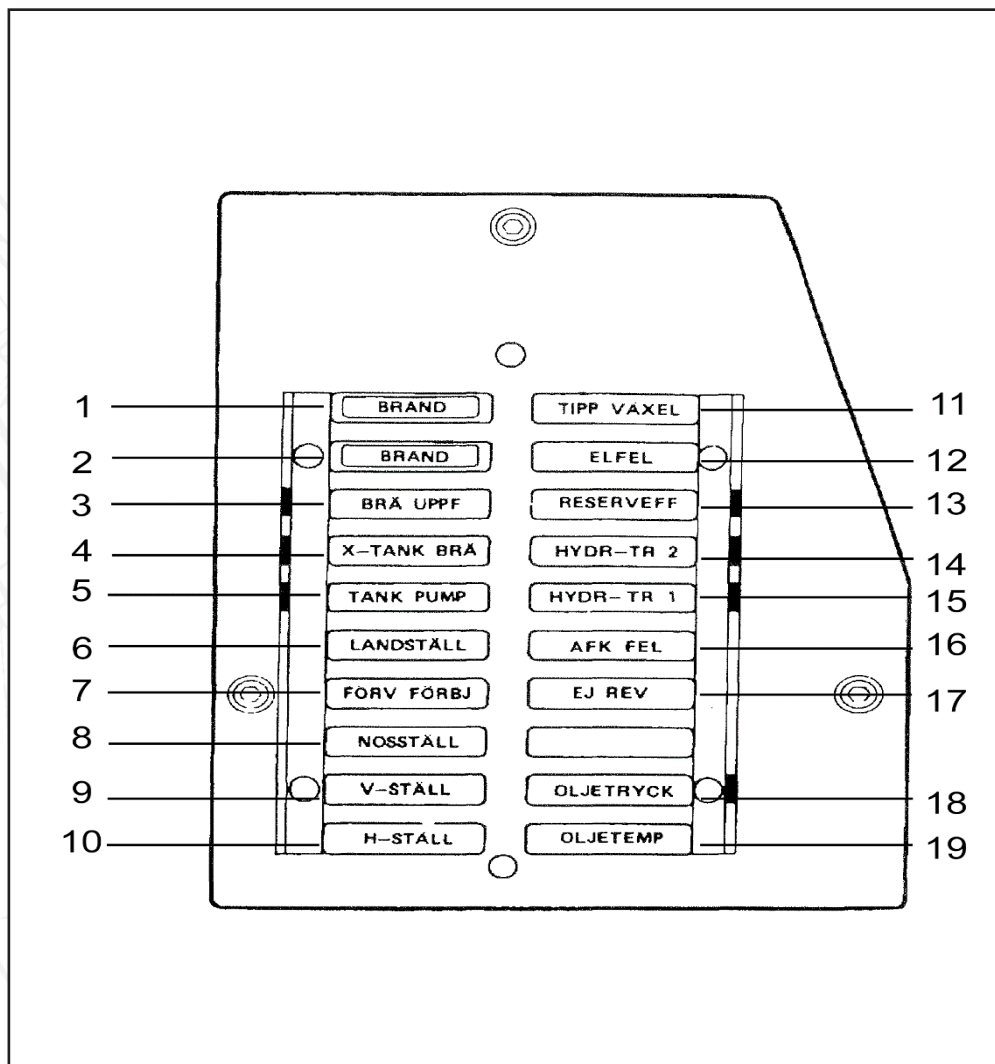 1 BRAND
2 BRAND
3 BRÄ UPPF
4 X-TANK BRÄ
5 TANK PUMP
6 LANDSTÄLL
7 FÖRV FÖRBJ
8 NOSSTÄLL
9 V-STÄLL
10 H-STÄLL
TIPP VÄXEL 11
ELFEL 12
RESERVEFF 13
HYDR-TR 2 14
HYDR-TR 1 15
AFK FEL 16
EJ REV 17
OLJETRYCK 18
OLJETEMP 19